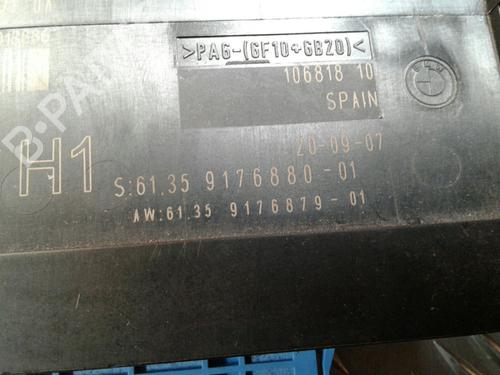 >PA6-(GF10+GB20)<
106818 10
SPAIN
20-09-07
H1
S:61.35 9176880-01
AW:61.35 9176879-01
B-PARTS